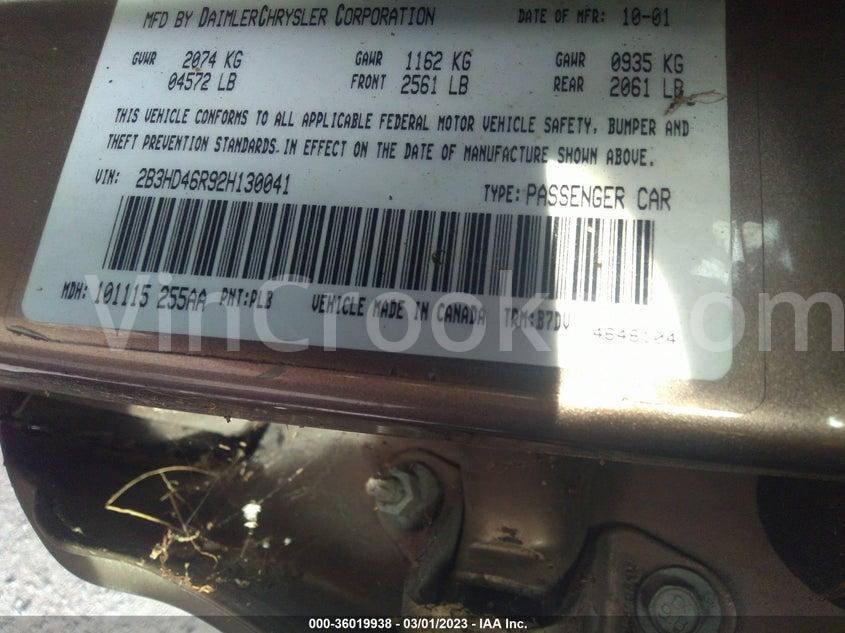 MFD BY DAIMLERCHRYSLER CORPORATION DATE OF MFR: 10-01
GVWR 2074 KG GAWR 1162 KG GAWR 0935 KG
04572 LB FRONT 2561 LB REAR 2061 LB
THIS VEHICLE CONFORMS TO ALL APPLICABLE FEDERAL MOTOR VEHICLE SAFETY, BUMPER AND
THEFT PREVENTION STANDARDS IN EFFECT ON THE DATE OF MANUFACTURE SHOWN ABOVE.
VIN: 2B3HD46R92H130041 TYPE: PASSENGER CAR
MDH: 101115 255AA PNT:PLB VEHICLE MADE IN CANADA TRM:B7DV
VinCrook.com
000-36019938 - 03/01/2023 - IAA Inc.